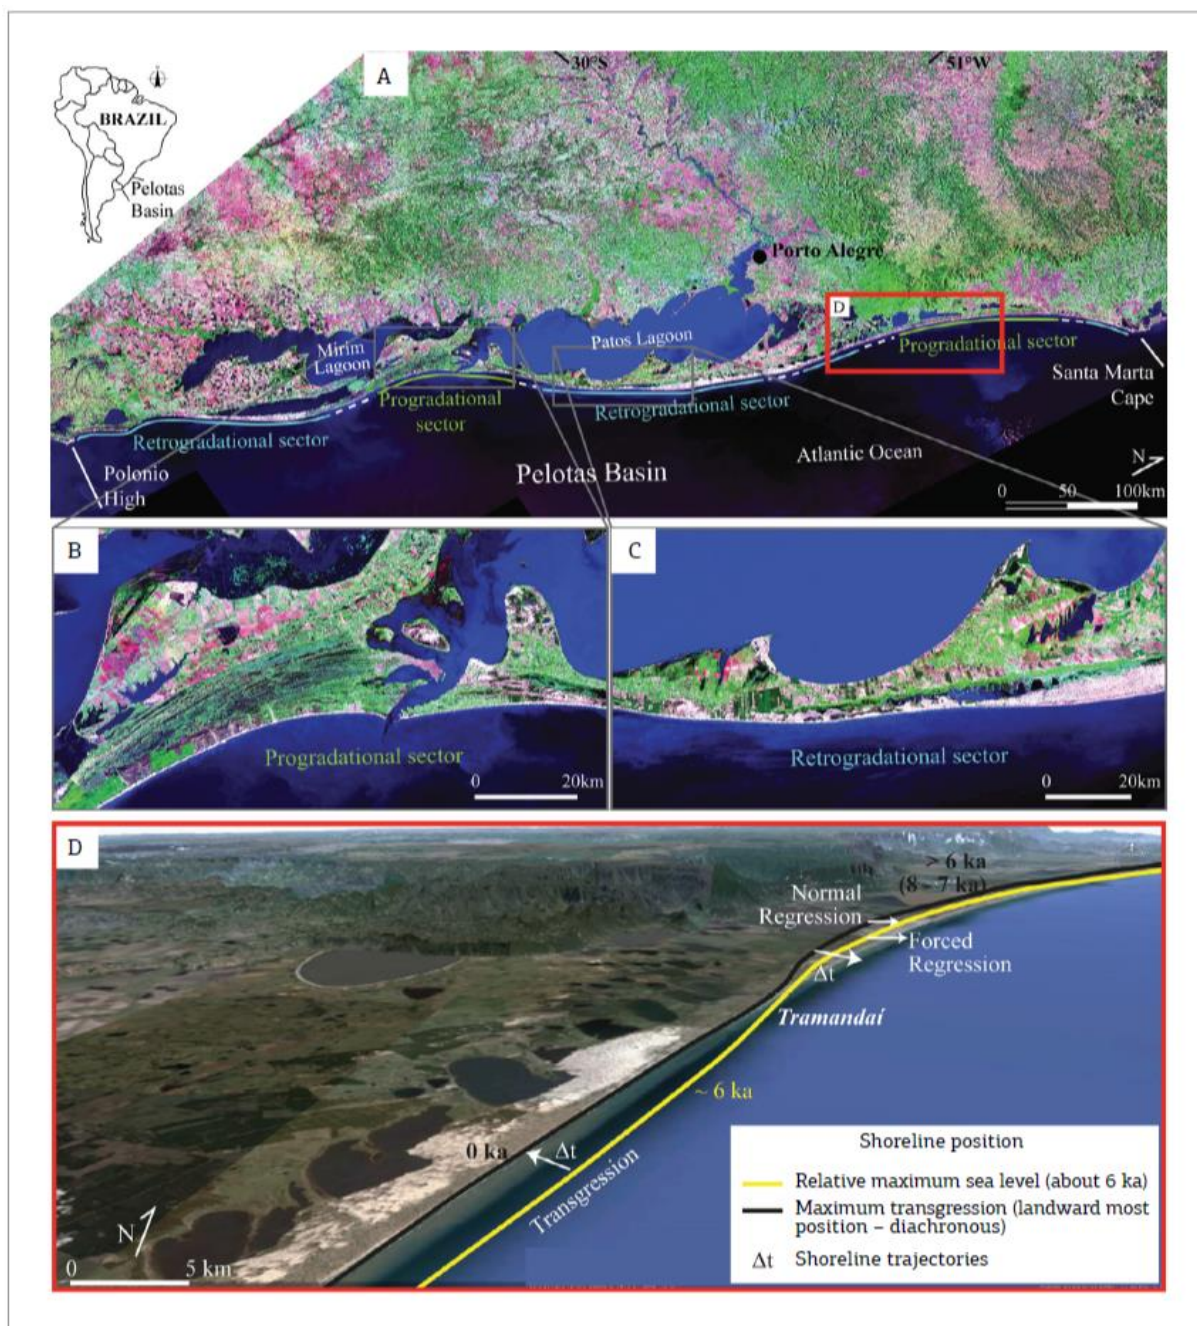 A
30°S
51°W
BRAZIL
Pelotas
Basin
Porto Alegre
D
Mirim
Lagoon
Patos Lagoon
Progradational sector
Santa Marta
Cape
Progradational
sector
Retrogradational sector
Retrogradational sector
Atlantic Ocean
Polonio
High
Pelotas Basin
N
0 50 100km
B
C
Progradational sector
0 20km
Retrogradational sector
0 20km
D
> 6 ka
(8 - 7 ka)
Normal
Regression
Forced
Regression
Δt
Tramandaí
~ 6 ka
0 ka
Δt
Transgression
N
0 5 km
Shoreline position
Relative maximum sea level (about 6 ka)
Maximum transgression (landward most
position – diachronous)
Δt Shoreline trajectories